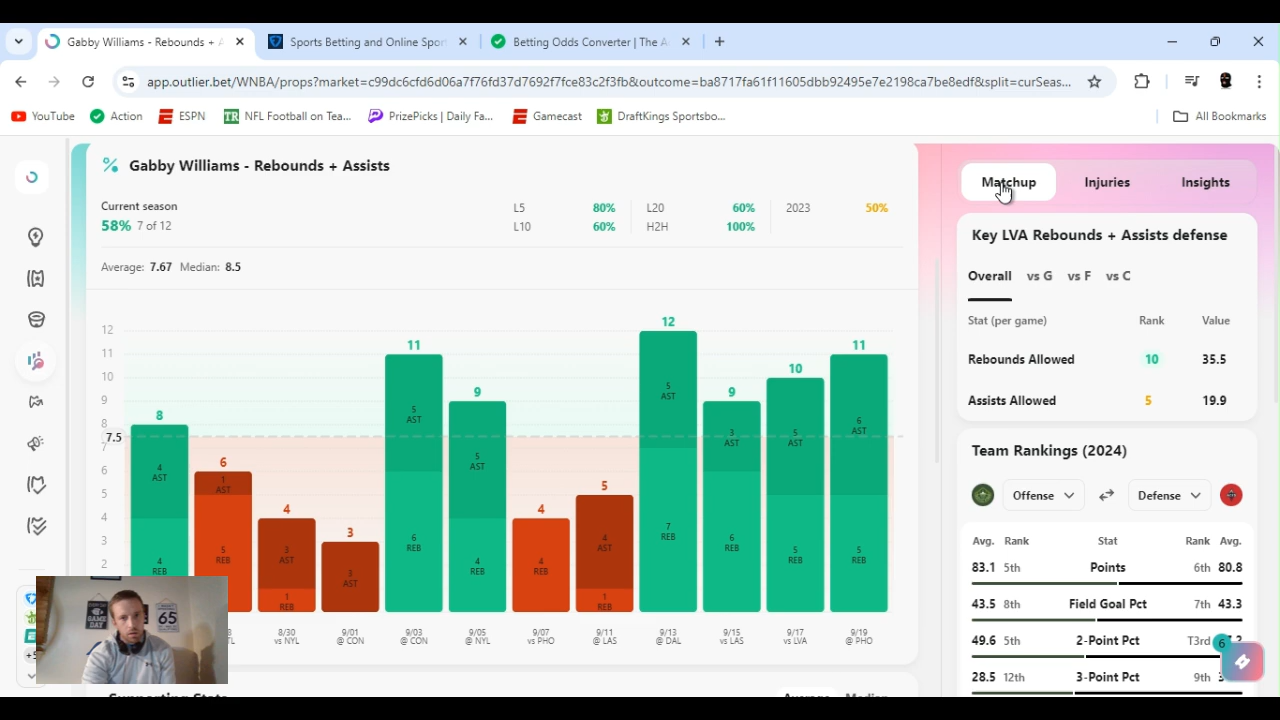 Gabby Williams - Rebounds + A
Sports Betting and Online Spor
Betting Odds Converter | The A
app.outlier.bet/WNBA/props?market=c99dc6cfd6d06a7f76fd37d7692f7fce83c2f3fb&outcome=ba8717fa61f11605dbb92495e7e2198ca7be8edf&split=curSeas...
YouTube
Action
ESPN
NFL Football on Tea...
PrizePicks | Daily Fa...
Gamecast
DraftKings Sportsbo...
All Bookmarks
Gabby Williams - Rebounds + Assists
Current season
58% 7 of 12
L5 80% L20 60% 2023 50%
L10 60% H2H 100%
Average: 7.67 Median: 8.5
12
11
10
9
8
7.5
7
6
5
4
3
2
8
4 AST
4 REB
6
1 AST
5 REB
4
3 AST
1 REB
3
3 AST
11
5 AST
6 REB
9
5 AST
4 REB
4
4 REB
5
4 AST
1 REB
12
5 AST
7 REB
9
3 AST
6 REB
10
5 AST
5 REB
11
6 AST
5 REB
8/30 vs NYL
9/01 @ CON
9/03 @ CON
9/05 @ NYL
9/07 vs PHO
9/11 @ LAS
9/13 @ DAL
9/15 vs LAS
9/17 vs LVA
9/19 @ PHO
Average Median
GAME DAY
65
Matchup Injuries Insights
Key LVA Rebounds + Assists defense
Overall vs G vs F vs C
Stat (per game) Rank Value
Rebounds Allowed 10 35.5
Assists Allowed 5 19.9
Team Rankings (2024)
Offense Defense
Avg. Rank Stat Rank Avg.
83.1 5th Points 6th 80.8
43.5 8th Field Goal Pct 7th 43.3
49.6 5th 2-Point Pct T3rd
6
28.5 12th 3-Point Pct 9th